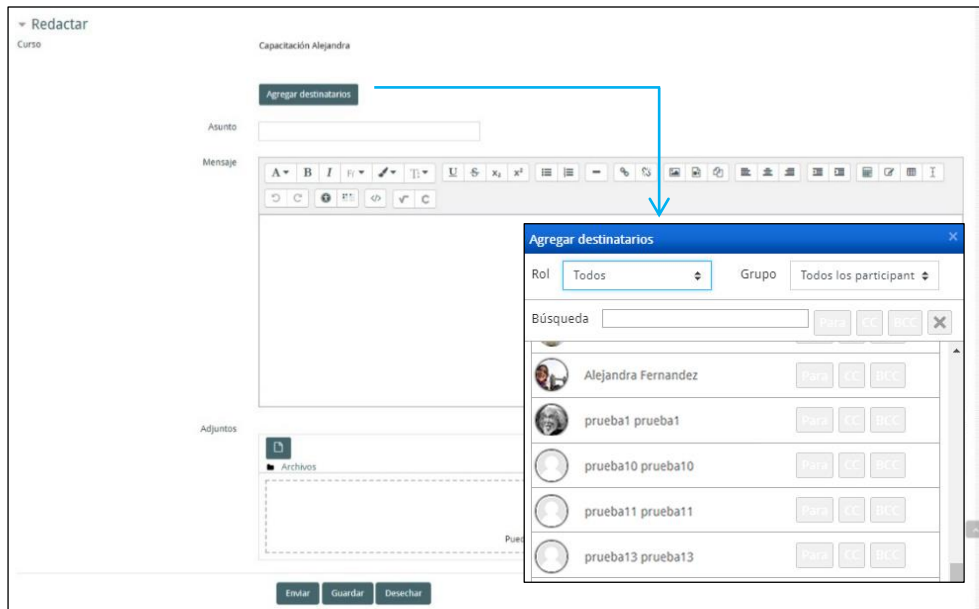 Redactar
Curso
Capacitación Alejandra
Agregar destinatarios
Asunto
Mensaje
Agregar destinatarios
Rol
Todos
Grupo
Todos los participant
Búsqueda
Para CC BCC
Alejandra Fernandez
Para CC BCC
prueba1 prueba1
Para CC BCC
prueba10 prueba10
Para CC BCC
prueba11 prueba11
Para CC BCC
prueba13 prueba13
Para CC BCC
Adjuntos
Archivos
Enviar Guardar Desechar